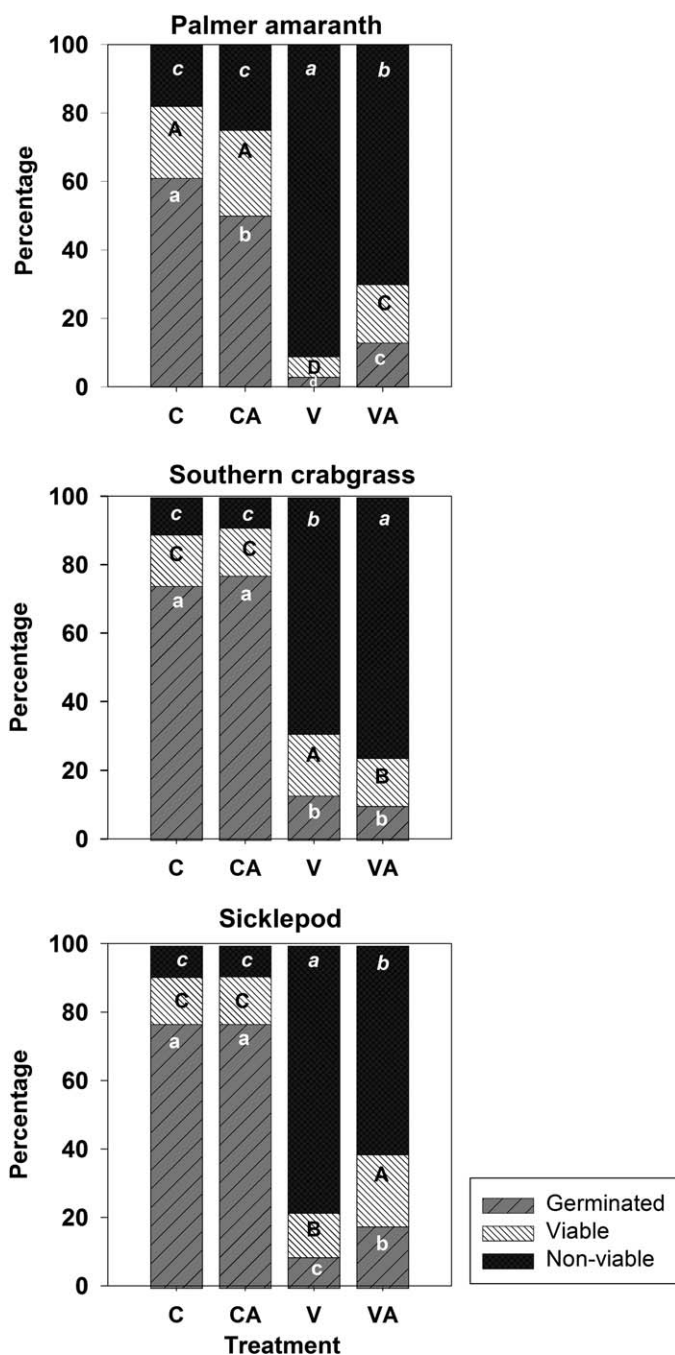 Palmer amaranth
100
80
60
40
20
0
Percentage
c c a b
A A D C
a b d c
C CA V VA
Southern crabgrass
100
80
60
40
20
0
Percentage
c c b a
C C A B
a a b b
C CA V VA
Sicklepod
100
80
60
40
20
0
Percentage
c c a b
C C B A
a a c b
C CA V VA
Treatment
Germinated
Viable
Non-viable